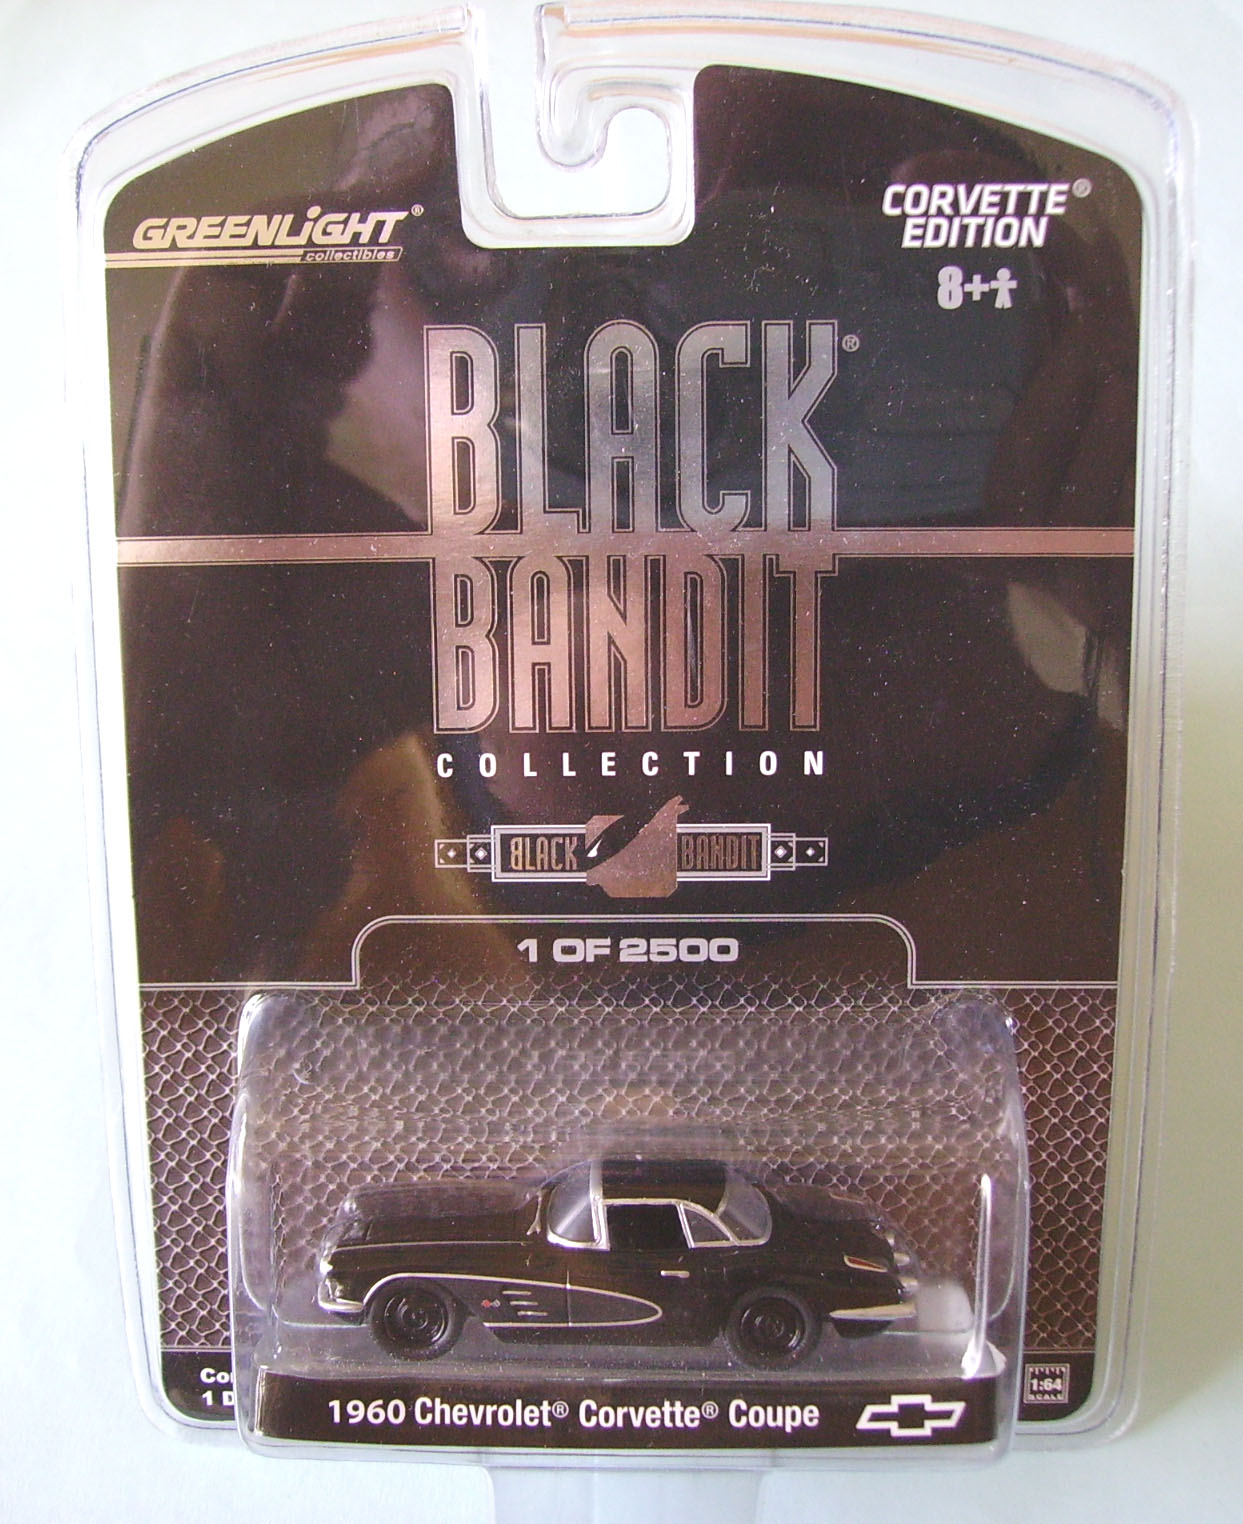 GREENLiGHT®
collectibles
CORVETTE®
EDITION
8+
BLACK®
BANDIT
COLLECTION
BLACK BANDIT
1 OF 2500
1:64
SCALE
1960 Chevrolet® Corvette® Coupe